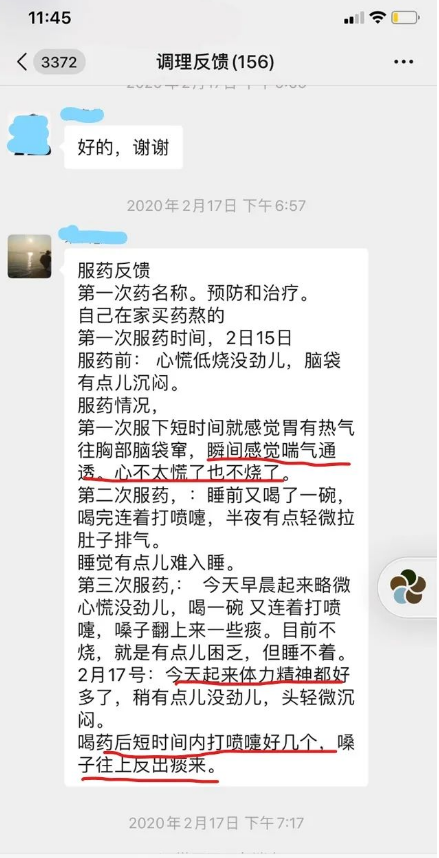 11:45
3372
调理反馈(156)
好的，谢谢
2020年2月17日 下午6:57
服药反馈
第一次药名称。预防和治疗。
自己在家买药熬的
第一次服药时间，2日15日
服药前： 心慌低烧没劲儿，脑袋
有点儿沉闷。
服药情况，
第一次服下短时间就感觉胃有热气
往胸部脑袋窜，瞬间感觉喘气通
透。心不太慌了也不烧了。
第二次服药，：睡前又喝了一碗，
喝完连着打喷嚏，半夜有点轻微拉
肚子排气。
睡觉有点儿难入睡。
第三次服药,： 今天早晨起来略微
心慌没劲儿，喝一碗 又连着打喷
嚏，嗓子翻上来一些痰。目前不
烧，就是有点儿困乏，但睡不着。
2月17号：今天起来体力精神都好
多了，稍有点儿没劲儿，头轻微沉
闷。
喝药后短时间内打喷嚏好几个，嗓
子往上反出痰来。
2020年2月17日 下午7:17